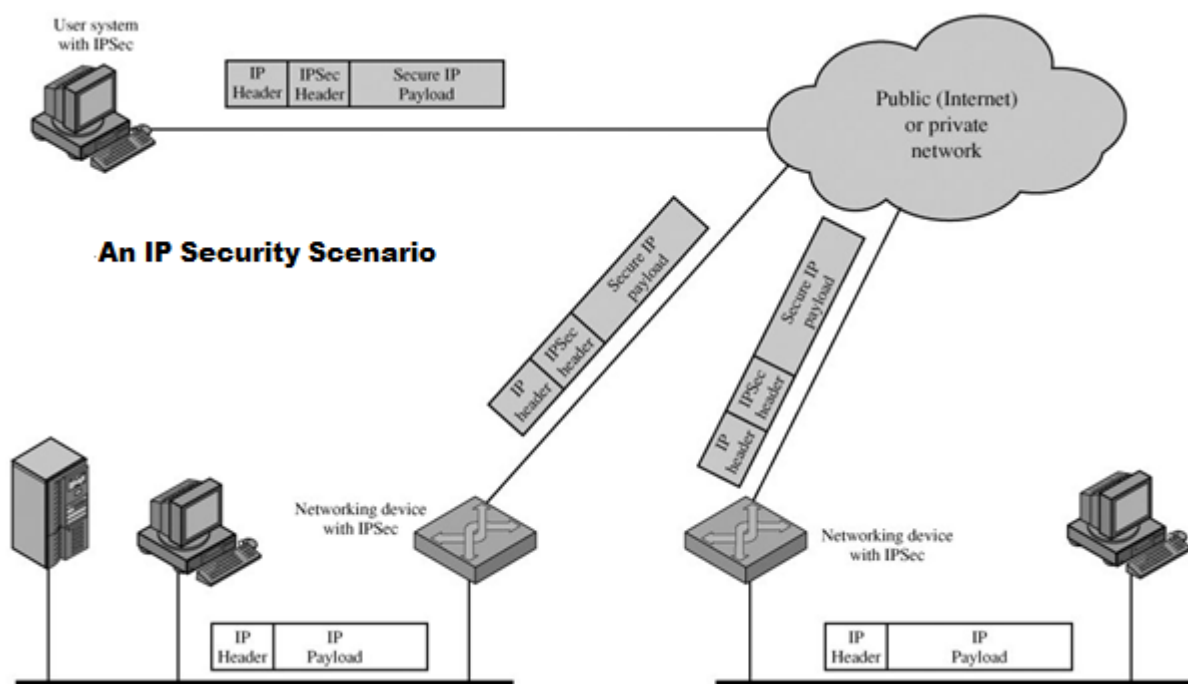 User system
with IPSec
IP
Header
IPSec
Header
Secure IP
Payload
Public (Internet)
or private
network
An IP Security Scenario
Secure IP
payload
IPSec
header
IP
header
Secure IP
payload
IPSec
header
IP
header
Networking device
with IPSec
Networking device
with IPSec
IP
Header
IP
Payload
IP
Header
IP
Payload